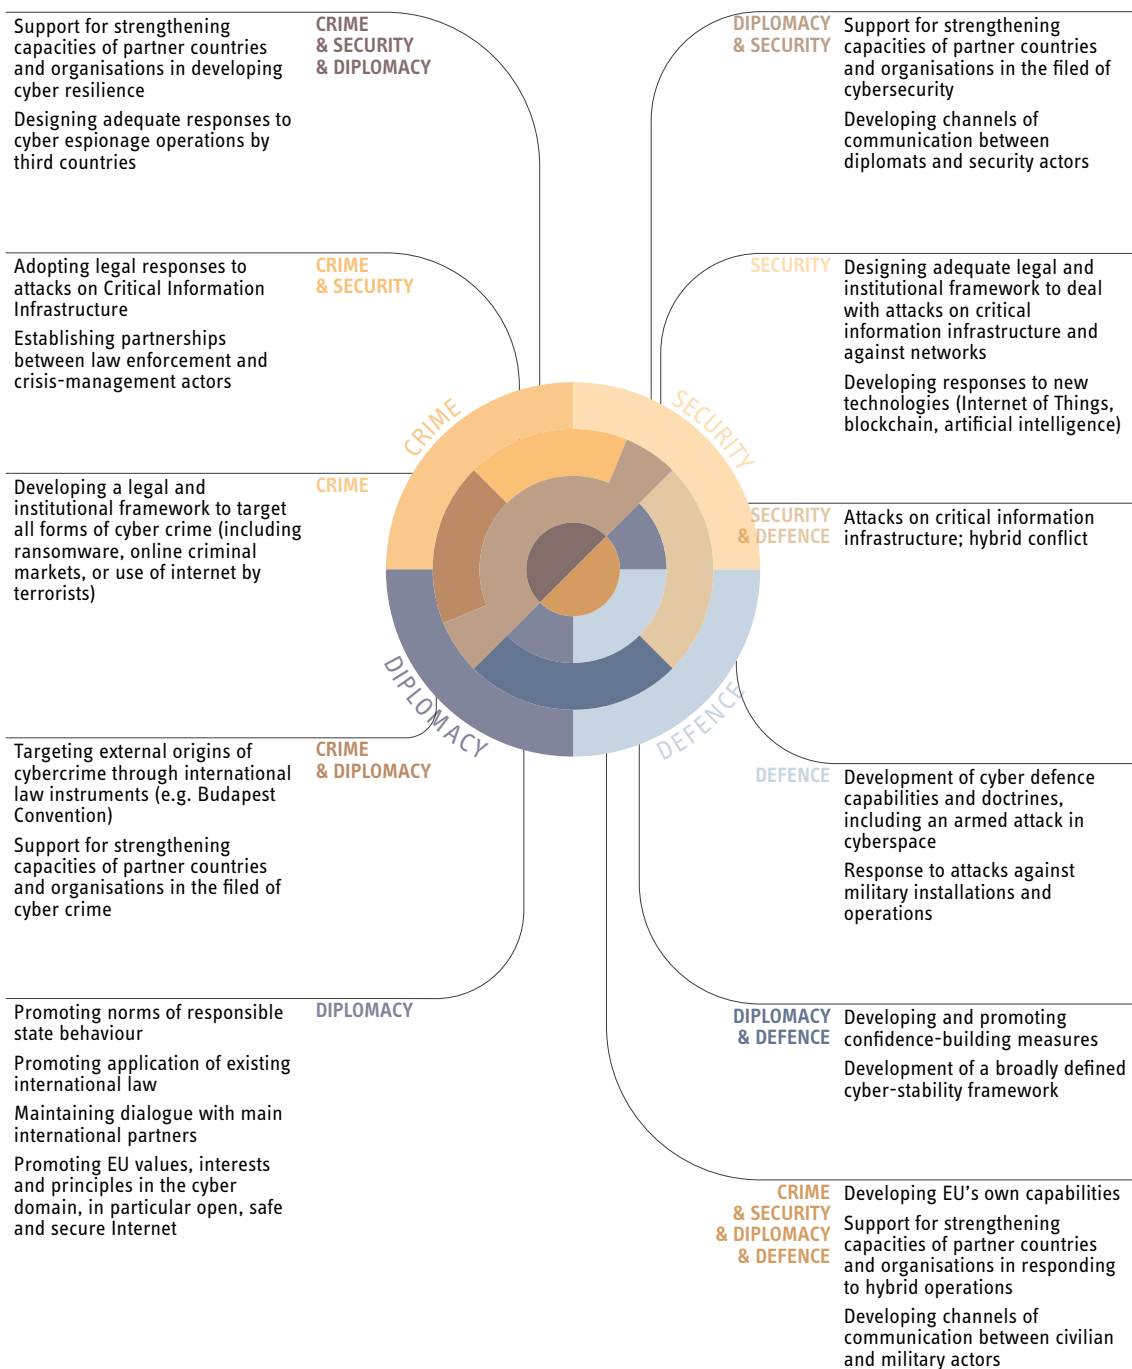 Support for strengthening
capacities of partner countries
and organisations in developing
cyber resilience
Designing adequate responses to
cyber espionage operations by
third countries
CRIME
& SECURITY
& DIPLOMACY
DIPLOMACY
& SECURITY
Support for strengthening
capacities of partner countries
and organisations in the filed of
cybersecurity
Developing channels of
communication between
diplomats and security actors
Adopting legal responses to
attacks on Critical Information
Infrastructure
Establishing partnerships
between law enforcement and
crisis-management actors
CRIME
& SECURITY
SECURITY
Designing adequate legal and
institutional framework to deal
with attacks on critical
information infrastructure and
against networks
Developing responses to new
technologies (Internet of Things,
blockchain, artificial intelligence)
CRIME
SECURITY
DIPLOMACY
DEFENCE
Developing a legal and
institutional framework to target
all forms of cyber crime (including
ransomware, online criminal
markets, or use of internet by
terrorists)
CRIME
SECURITY
& DEFENCE
Attacks on critical information
infrastructure; hybrid conflict
Targeting external origins of
cybercrime through international
law instruments (e.g. Budapest
Convention)
Support for strengthening
capacities of partner countries
and organisations in the filed of
cyber crime
CRIME
& DIPLOMACY
DEFENCE
Development of cyber defence
capabilities and doctrines,
including an armed attack in
cyberspace
Response to attacks against
military installations and
operations
Promoting norms of responsible
state behaviour
Promoting application of existing
international law
Maintaining dialogue with main
international partners
Promoting EU values, interests
and principles in the cyber
domain, in particular open, safe
and secure Internet
DIPLOMACY
DIPLOMACY
& DEFENCE
Developing and promoting
confidence-building measures
Development of a broadly defined
cyber-stability framework
CRIME
& SECURITY
& DIPLOMACY
& DEFENCE
Developing EU's own capabilities
Support for strengthening
capacities of partner countries
and organisations in responding
to hybrid operations
Developing channels of
communication between civilian
and military actors